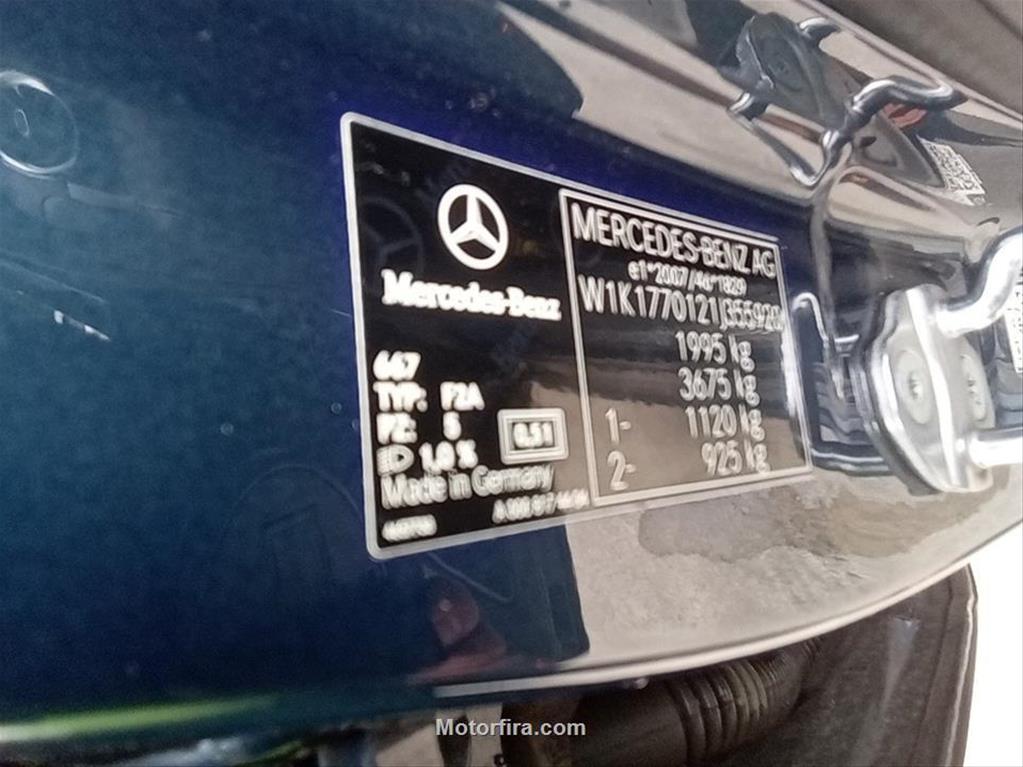 Mercedes-Benz
667
TYP: F2A
PZ: 5
0.51
1,0 %
Made in Germany
MERCEDES-BENZ AG
e1*2007/46*1829
1995 kg
3675 kg
1- 1120 kg
2- 925 kg
Motorfira.com